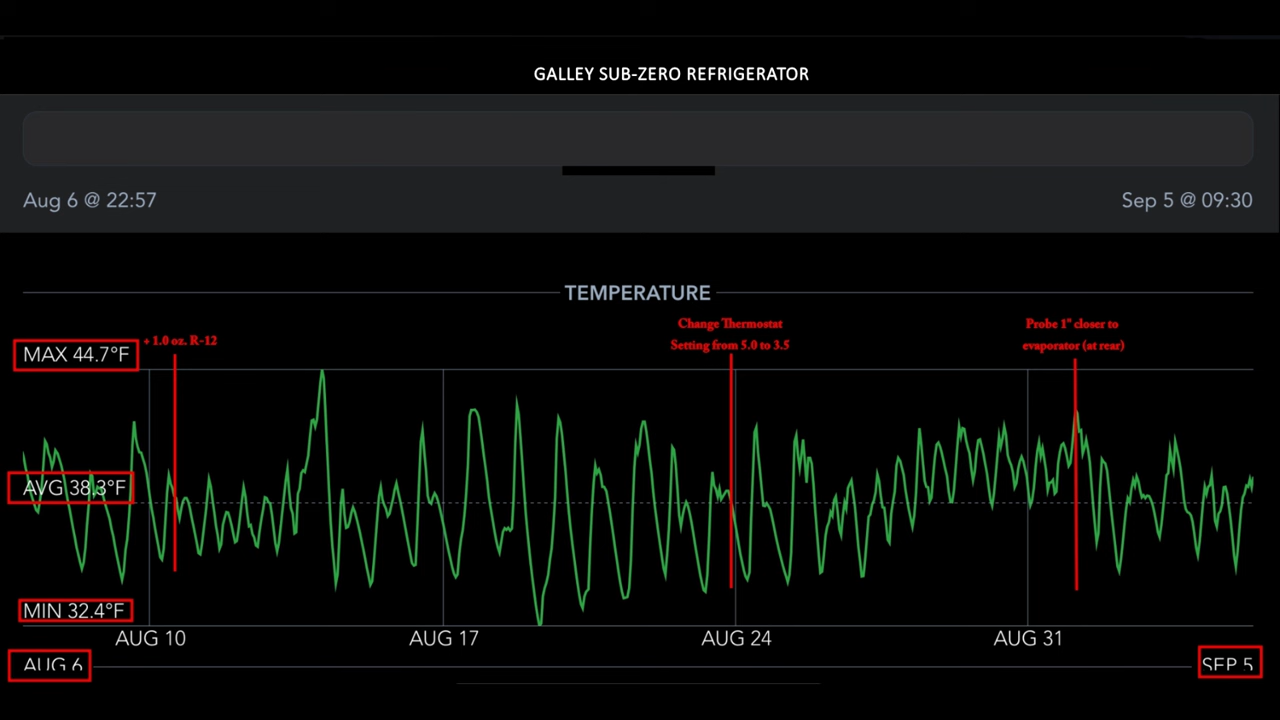 GALLEY SUB-ZERO REFRIGERATOR
Aug 6 @ 22:57
Sep 5 @ 09:30
TEMPERATURE
+ 1.0 oz. R-12
Change Thermostat
Setting from 5.0 to 3.5
Probe 1" closer to
evaporator (at rear)
MAX 44.7°F
AVG 38.3°F
MIN 32.4°F
AUG 10
AUG 17
AUG 24
AUG 31
AUG 6
SEP 5